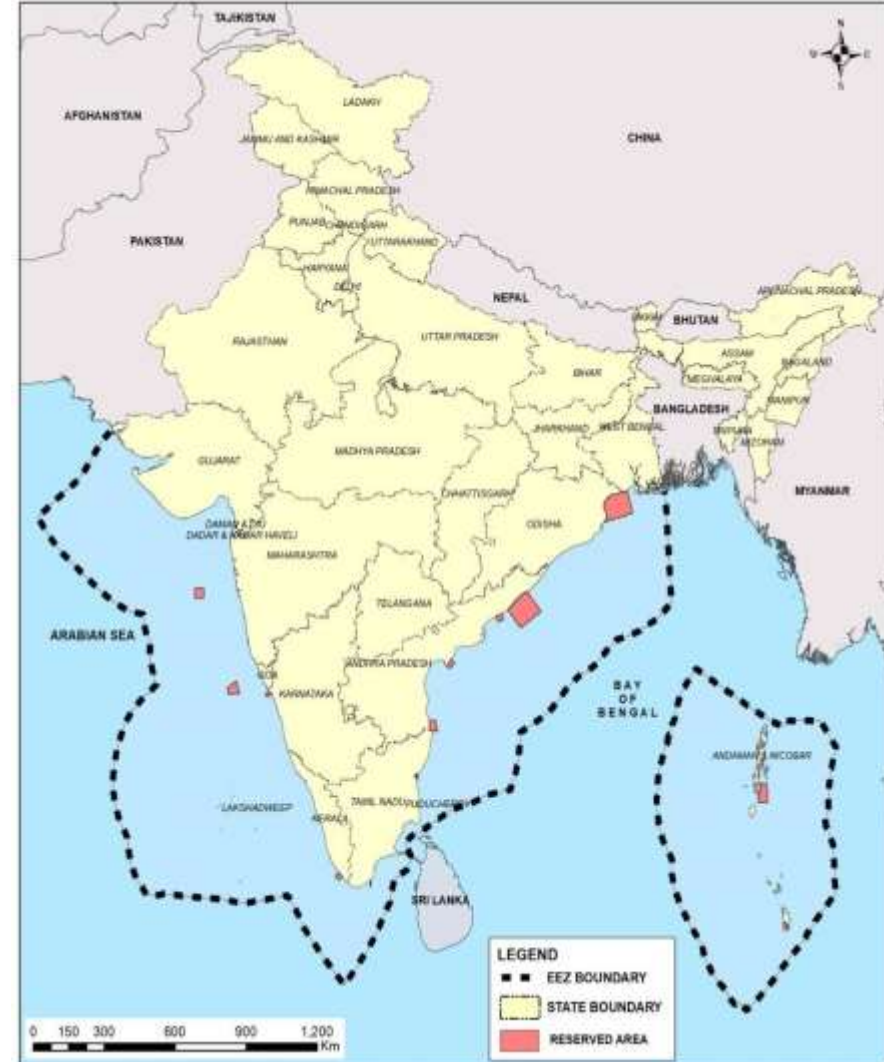 TAJIKISTAN
N
W E
S
LADAKH
AFGHANISTAN
JAMMU AND KASHMIR
CHINA
HIMACHAL PRADESH
PUNJAB
CHANDIGARH
PAKISTAN
UTTARAKHAND
HARYANA
DELHI
NEPAL
ARUNACHAL PRADESH
SIKKIM
BHUTAN
RAJASTHAN
UTTAR PRADESH
ASSAM
NAGALAND
BIHAR
MEGHALAYA
MANIPUR
BANGLADESH
JHARKHAND
WEST BENGAL
TRIPURA
MIZORAM
GUJARAT
MADHYA PRADESH
CHHATTISGARH
MYANMAR
DAMAN & DIU
DADAR & NAGAR HAVELI
ODISHA
MAHARASHTRA
TELANGANA
ARABIAN SEA
ANDHRA PRADESH
GOA
KARNATAKA
BAY
OF
BENGAL
ANDAMAN & NICOBAR
LAKSHADWEEP
TAMIL NADU
PUDUCHERRY
KERALA
SRI LANKA
LEGEND
EEZ BOUNDARY
STATE BOUNDARY
RESERVED AREA
0 150 300 600 900 1,200
Km